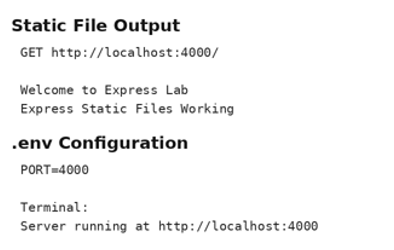 Static File Output
GET http://localhost:4000/
Welcome to Express Lab
Express Static Files Working
.env Configuration
PORT=4000
Terminal:
Server running at http://localhost:4000